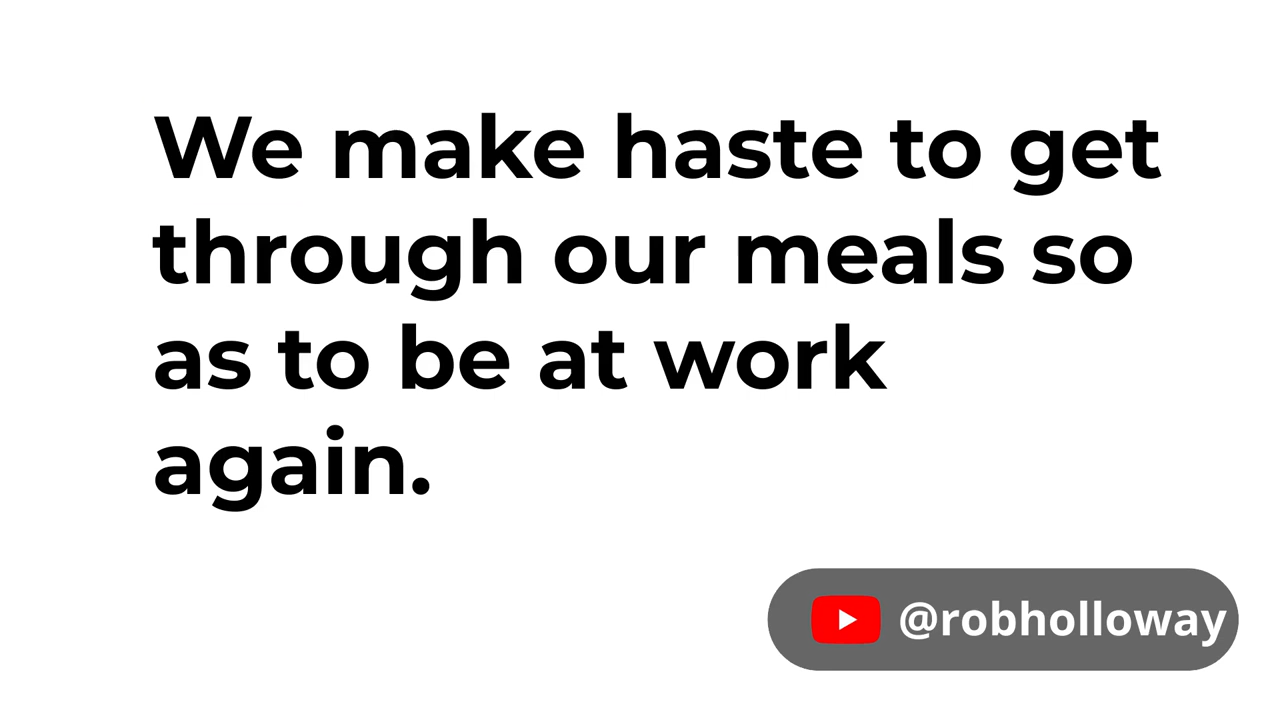 We make haste to get
through our meals so
as to be at work
again.
@robholloway